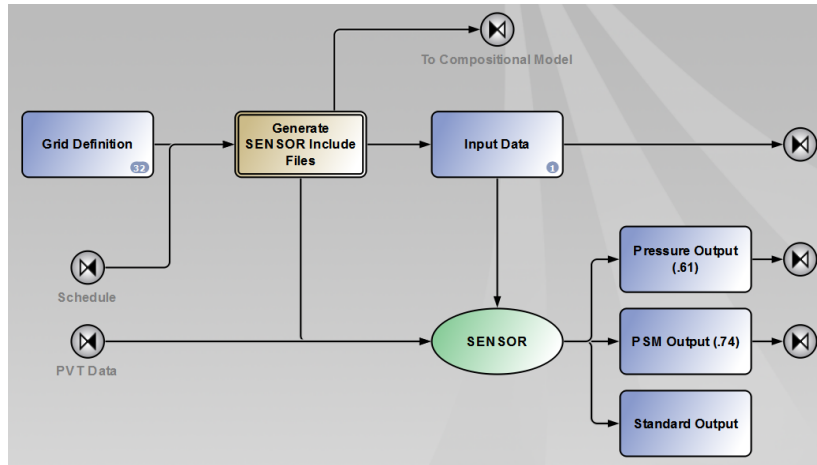 To Compositional Model
Grid Definition
32
Generate
SENSOR Include
Files
Input Data
1
Schedule
Pressure Output
(.61)
PVT Data
SENSOR
PSM Output (.74)
Standard Output